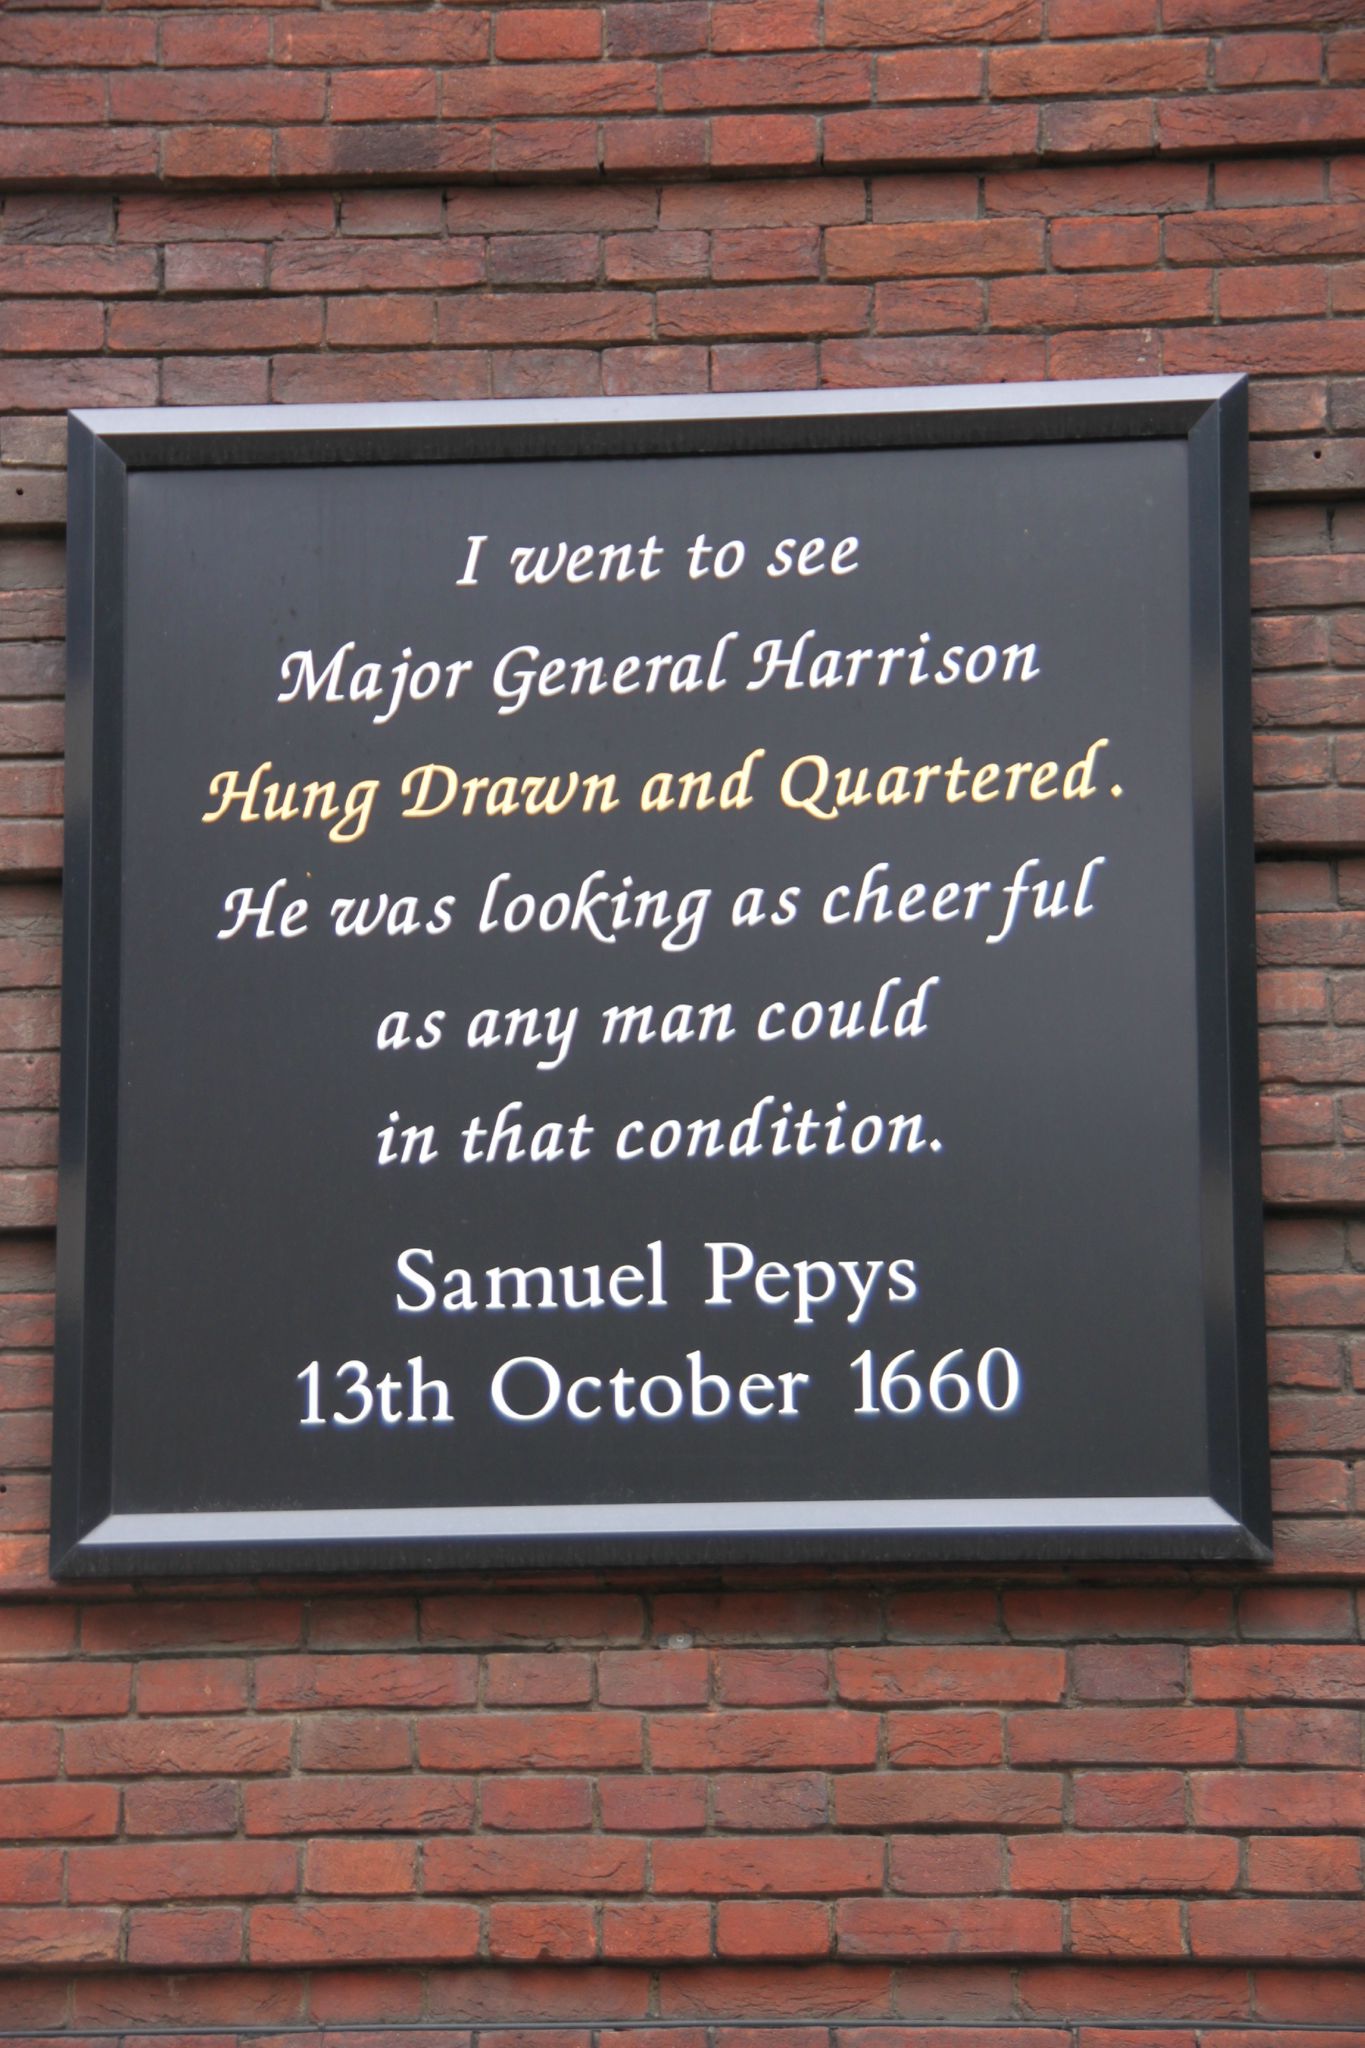 I went to see
Major General Harrison
Hung Drawn and Quartered.
He was looking as cheerful
as any man could
in that condition.
Samuel Pepys
13th October 1660